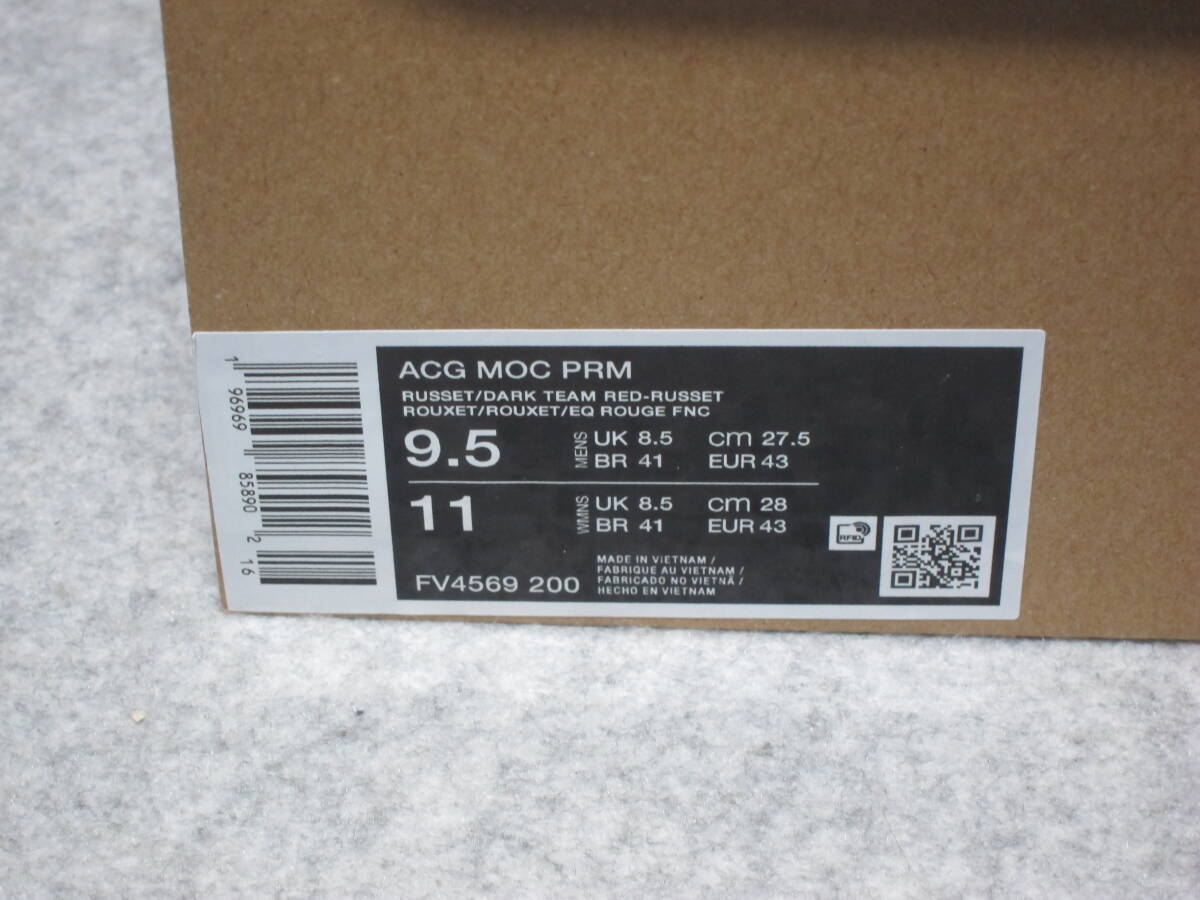 1 96969 85890 2 16
ACG MOC PRM
RUSSET/DARK TEAM RED-RUSSET
ROUXET/ROUXET/EQ ROUGE FNC
9.5 MENS UK 8.5 cm 27.5
BR 41 EUR 43
11 WMNS UK 8.5 cm 28
BR 41 EUR 43
RFID
FV4569 200
MADE IN VIETNAM /
FABRIQUE AU VIETNAM /
FABRICADO NO VIETNÃ /
HECHO EN VIETNAM